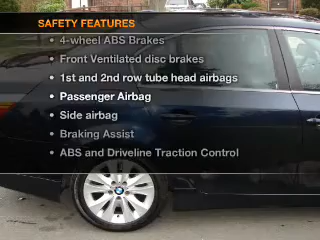 SAFETY FEATURES
• 4-wheel ABS Brakes
• Front Ventilated disc brakes
• 1st and 2nd row tube head airbags
• Passenger Airbag
• Side airbag
• Braking Assist
• ABS and Driveline Traction Control